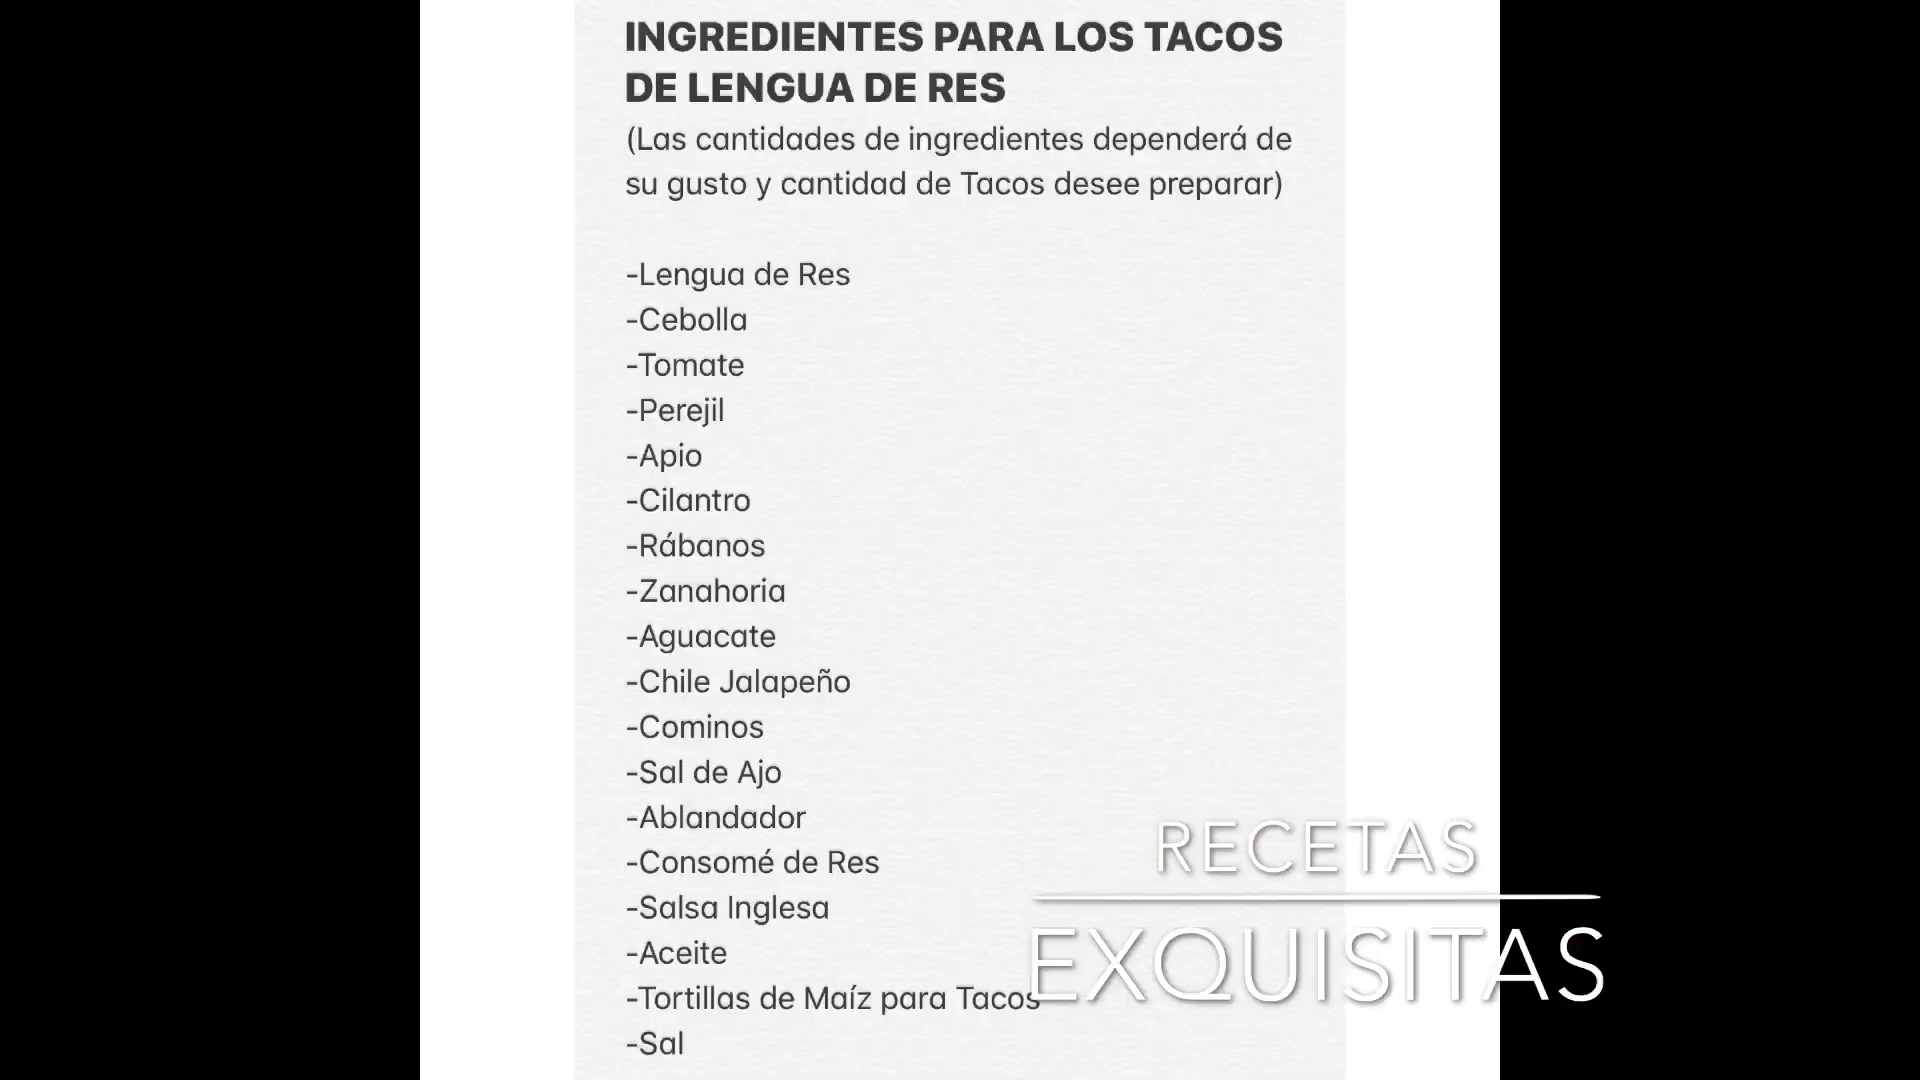 INGREDIENTES PARA LOS TACOS
DE LENGUA DE RES
(Las cantidades de ingredientes dependerá de
su gusto y cantidad de Tacos desee preparar)
-Lengua de Res
-Cebolla
-Tomate
-Perejil
-Apio
-Cilantro
-Rábanos
-Zanahoria
-Aguacate
-Chile Jalapeño
-Cominos
-Sal de Ajo
-Ablandador
-Consomé de Res
-Salsa Inglesa
-Aceite
-Tortillas de Maíz para Tacos
-Sal
RECETAS
EXQUISITAS